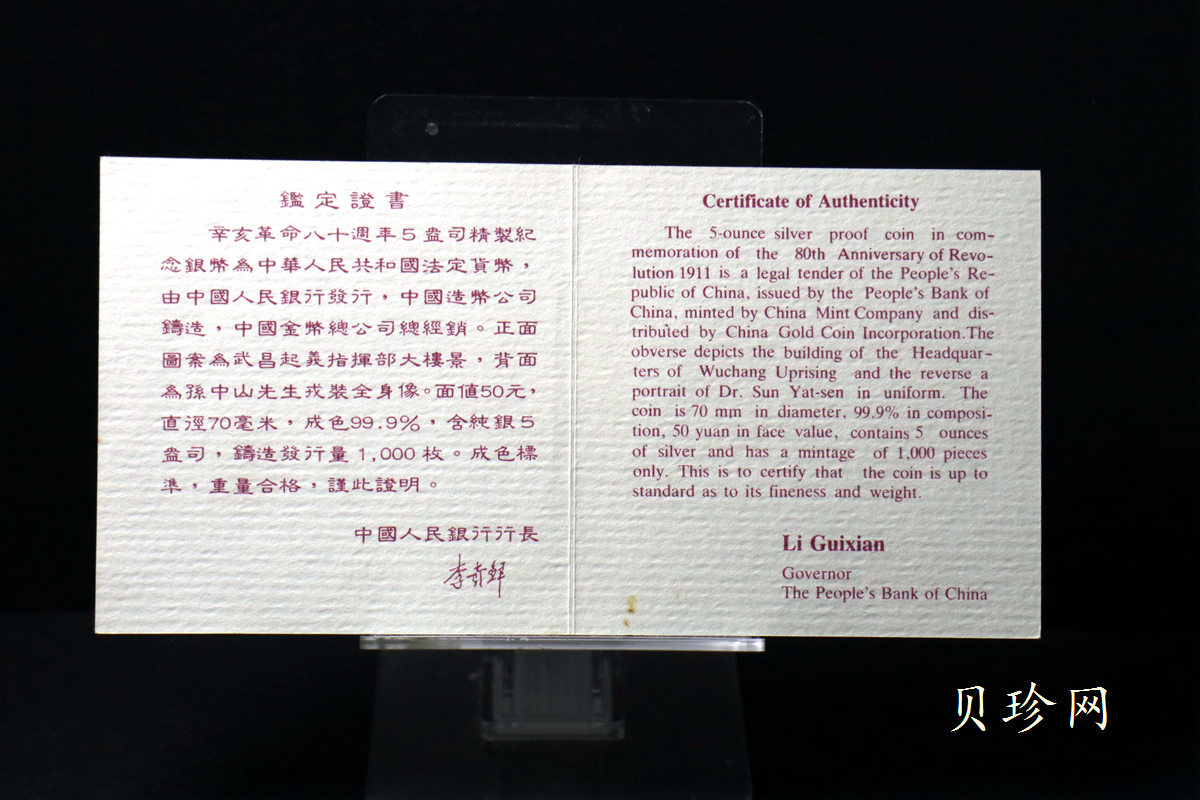 鑑定證書
辛亥革命八十週年5盎司精製紀
念銀幣為中華人民共和國法定貨幣，
由中國人民銀行發行，中國造幣公司
鑄造，中國金幣總公司總經銷。正面
圖案為武昌起義指揮部大樓景，背面
為孫中山先生戎裝全身像。面值50元，
直徑70毫米，成色99.9%，含純銀5
盎司，鑄造發行量1,000枚。成色標
準，重量合格，謹此證明。
中國人民銀行行長
李貴鮮
Certificate of Authenticity
The 5-ounce silver proof coin in com-
memoration of the 80th Anniversary of Revo-
lution 1911 is a legal tender of the People's Re-
public of China, issued by the People's Bank of
China, minted by China Mint Company and dis-
tributed by China Gold Coin Incorporation.The
obverse depicts the building of the Headquar-
ters of Wuchang Uprising and the reverse a
portrait of Dr. Sun Yat-sen in uniform. The
coin is 70 mm in diameter, 99.9% in composi-
tion, 50 yuan in face value, contains 5 ounces
of silver and has a mintage of 1,000 pieces
only. This is to certify that the coin is up to
standard as to its fineness and weight.
Li Guixian
Governor
The People's Bank of China
贝珍网